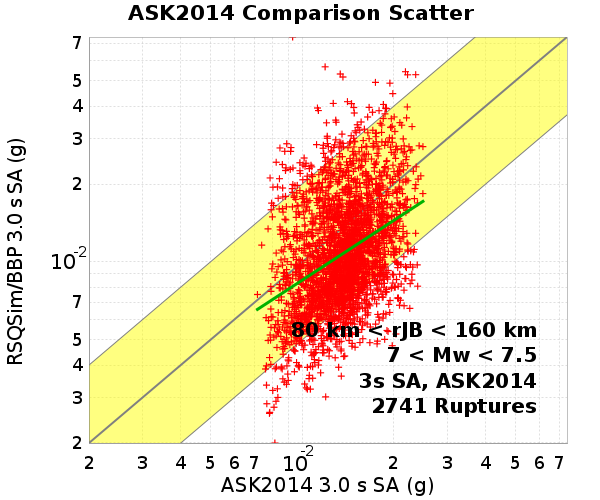 ASK2014 Comparison Scatter
RSQSim/BBP 3.0 s SA (g)
7
5
4
3
2
10-2
7
5
4
3
2
80 km < rJB < 160 km
7 < Mw < 7.5
3s SA, ASK2014
2741 Ruptures
2 3 4 5 6 7 10-2 2 3 4 5 6 7
ASK2014 3.0 s SA (g)